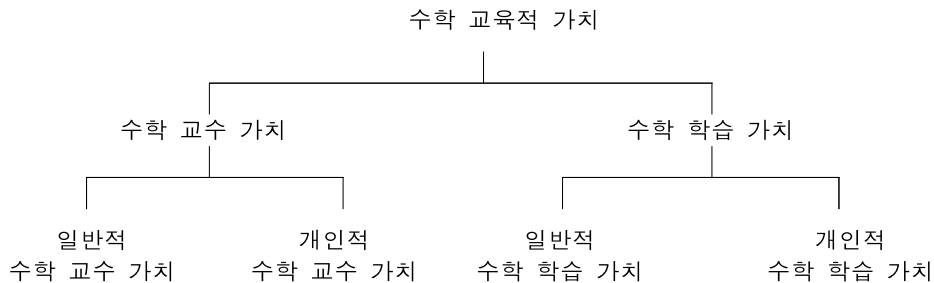 수학 교육적 가치
수학 교수 가치
수학 학습 가치
일반적
수학 교수 가치
개인적
수학 교수 가치
일반적
수학 학습 가치
개인적
수학 학습 가치